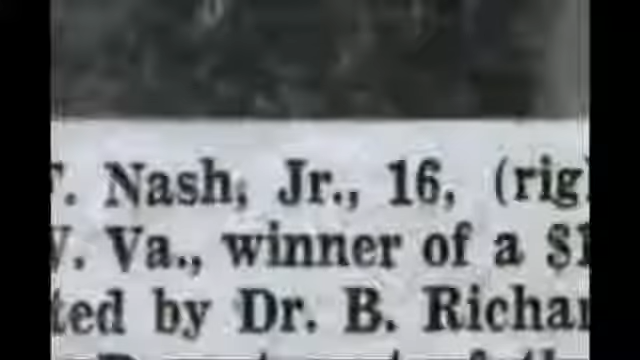 . Nash, Jr., 16, (rig
. Va., winner of a $1
ted by Dr. B. Richar